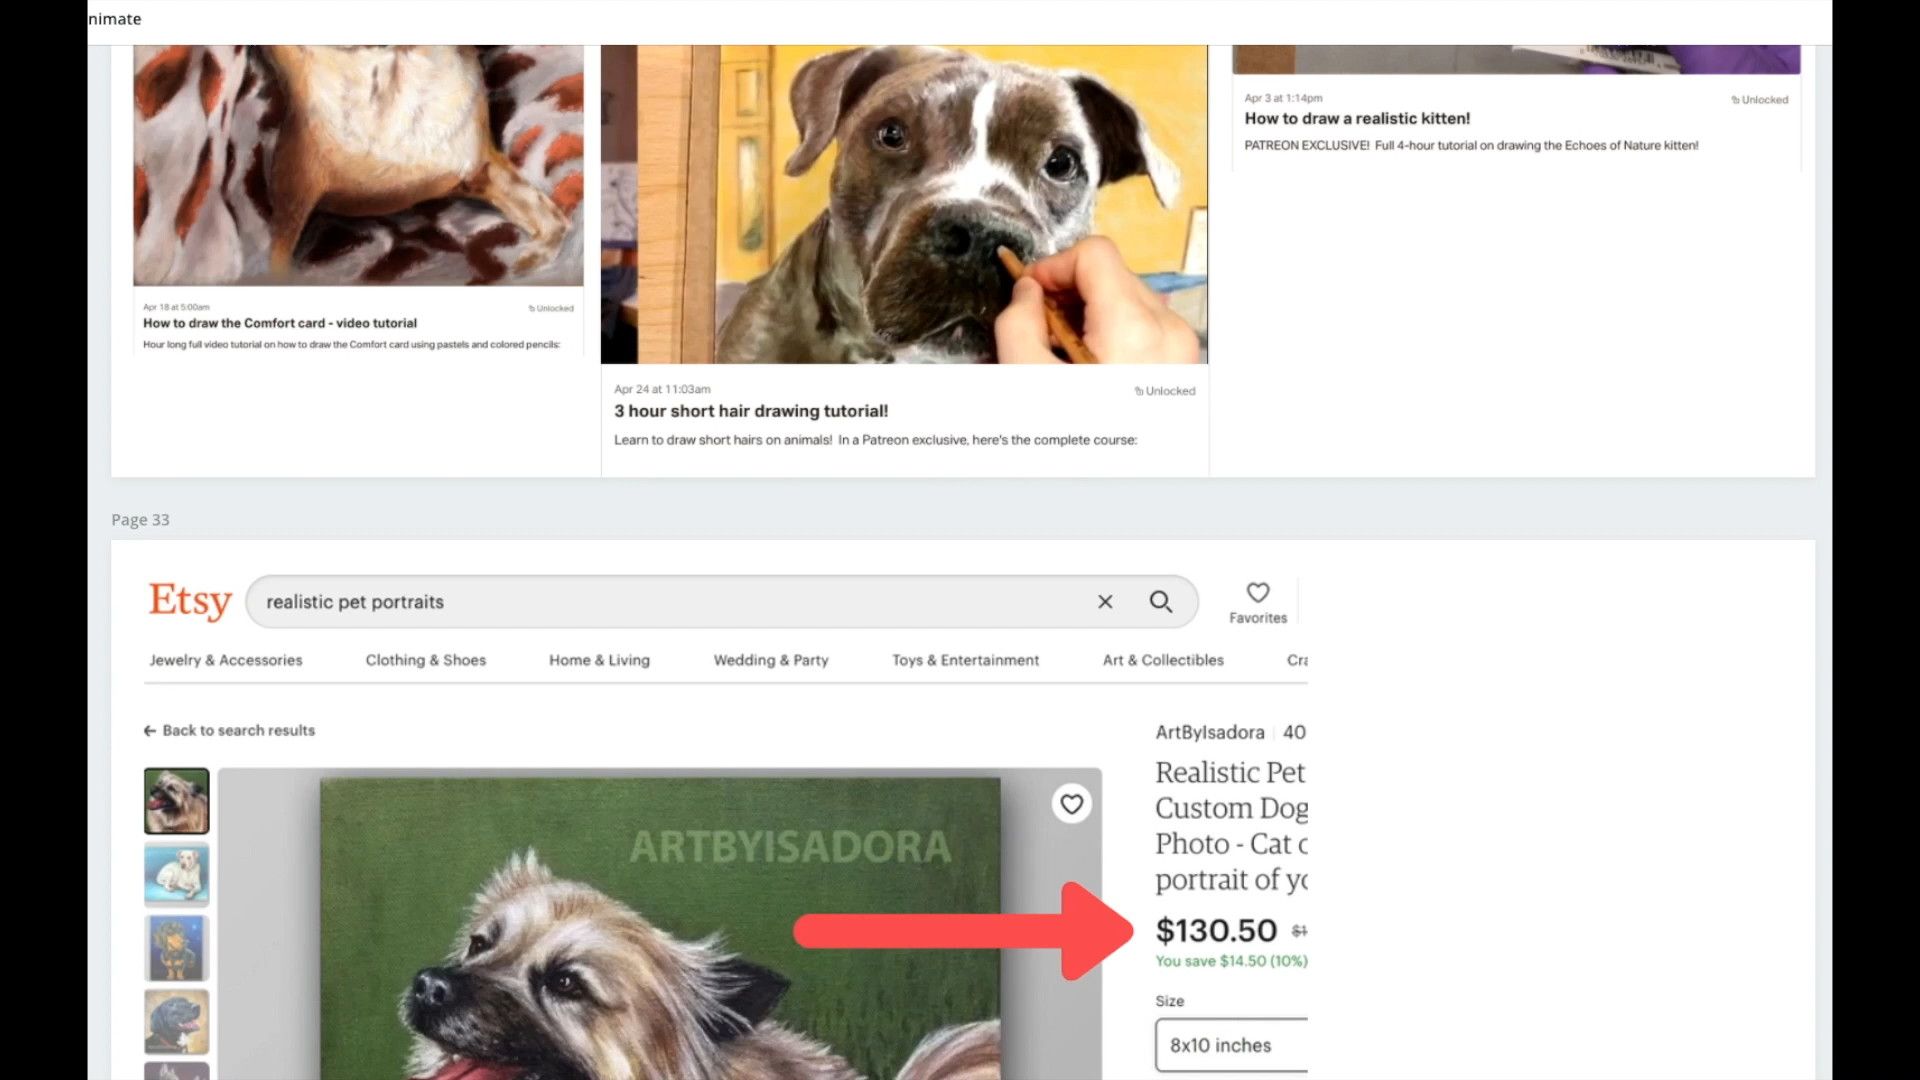 nimate
Apr 3 at 1:14pm
Unlocked
How to draw a realistic kitten!
PATREON EXCLUSIVE! Full 4-hour tutorial on drawing the Echoes of Nature kitten!
Apr 18 at 5:00am
Unlocked
How to draw the Comfort card - video tutorial
Hour long full video tutorial on how to draw the Comfort card using pastels and colored pencils:
Apr 24 at 11:03am
Unlocked
3 hour short hair drawing tutorial!
Learn to draw short hairs on animals! In a Patreon exclusive, here's the complete course:
Page 33
Etsy
realistic pet portraits
Favorites
Jewelry & Accessories Clothing & Shoes Home & Living Wedding & Party Toys & Entertainment Art & Collectibles Cra
Back to search results
ARTBYISADORA
ArtByIsadora 40
Realistic Pet
Custom Dog
Photo - Cat o
portrait of yo
$130.50 $1
You save $14.50 (10%)
Size
8x10 inches